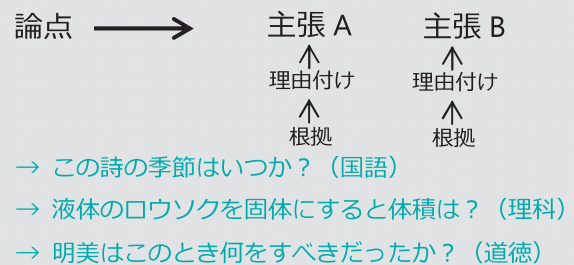 論点 → 主張 A 主張 B
↑ ↑
理由付け 理由付け
↑ ↑
根拠 根拠
→ この詩の季節はいつか？（国語）
→ 液体のロウソクを固体にすると体積は？（理科）
→ 明美はこのとき何をすべきだったか？（道徳）